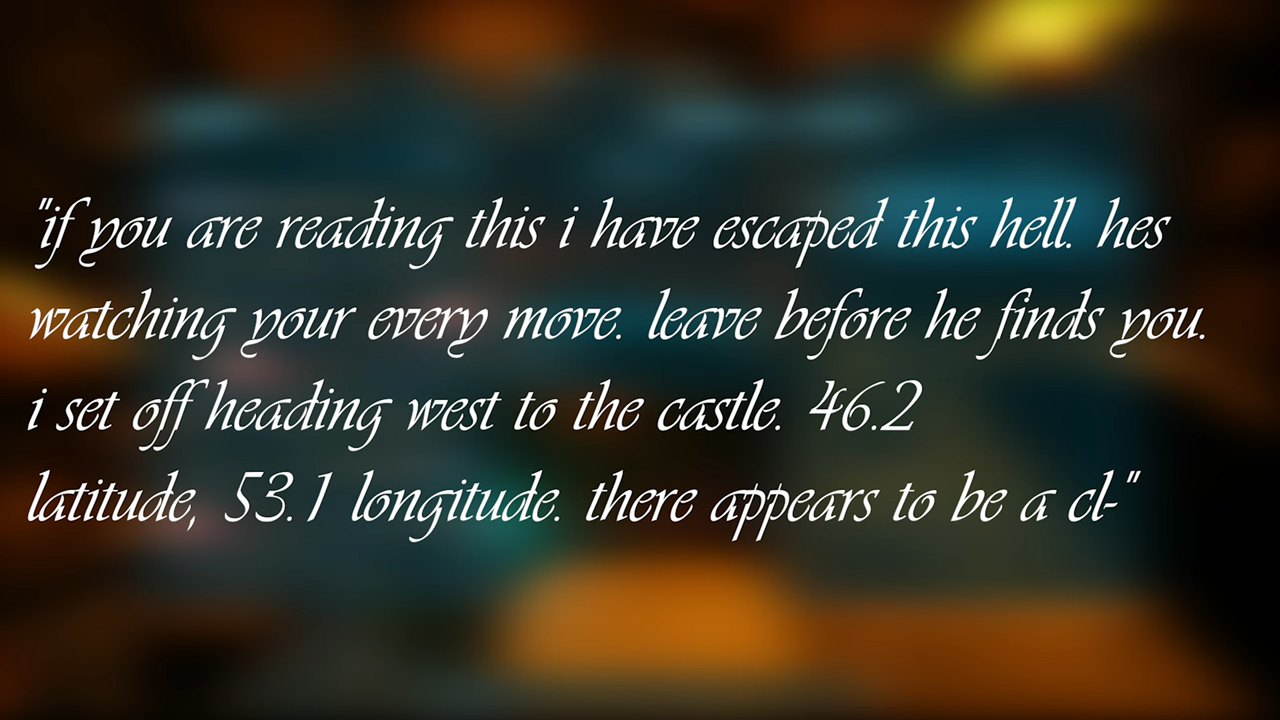 "if you are reading this i have escaped this hell. hes
watching your every move. leave before he finds you.
i set off heading west to the castle. 46.2
latitude, 53.1 longitude. there appears to be a cl-"